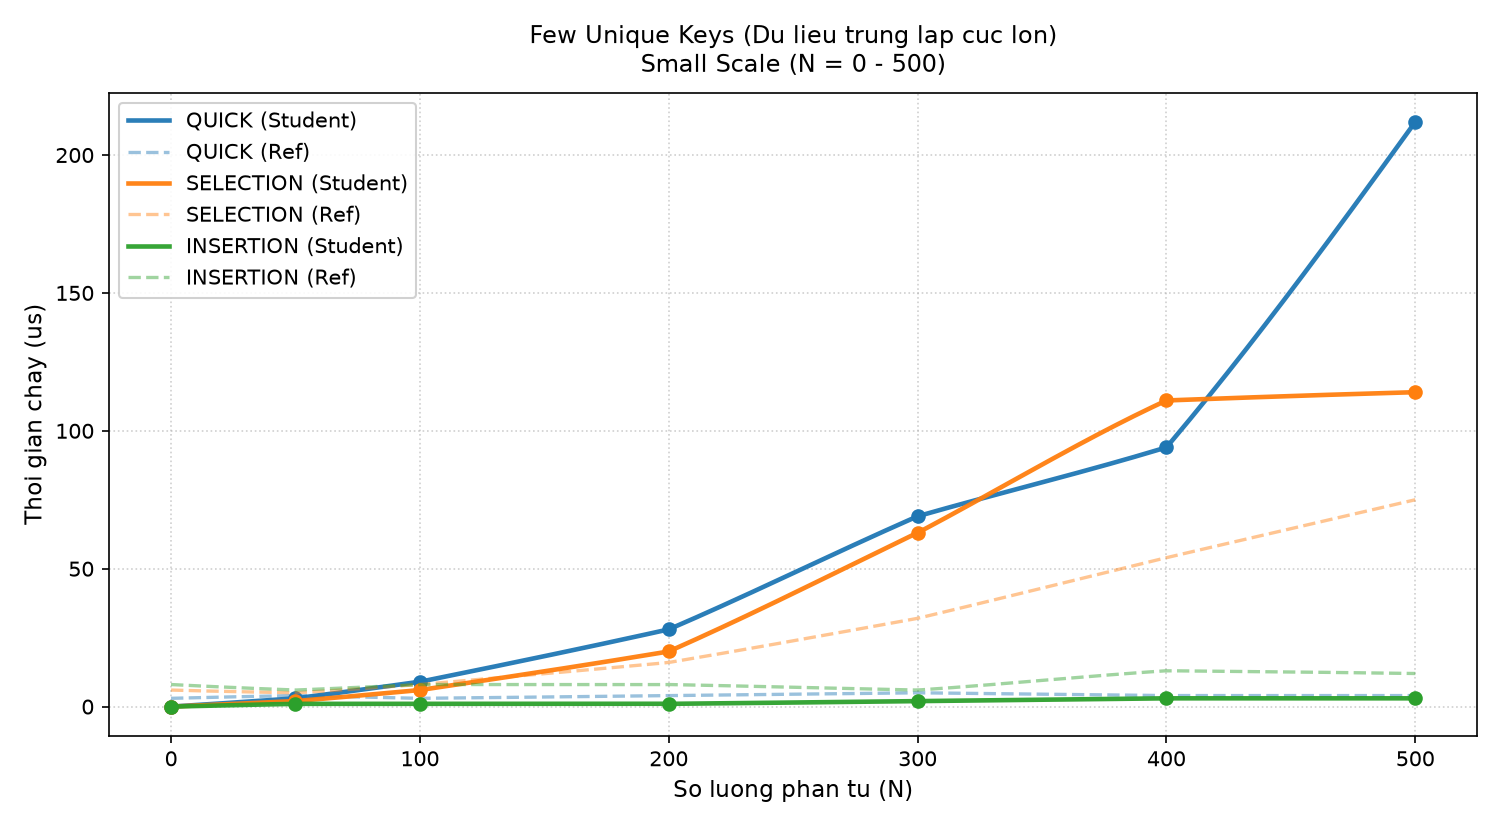 Few Unique Keys (Du lieu trung lap cuc lon)
Small Scale (N = 0 - 500)
QUICK (Student)
QUICK (Ref)
SELECTION (Student)
SELECTION (Ref)
INSERTION (Student)
INSERTION (Ref)
Thoi gian chay (us)
200
150
100
50
0
0
100
200
300
400
500
So luong phan tu (N)